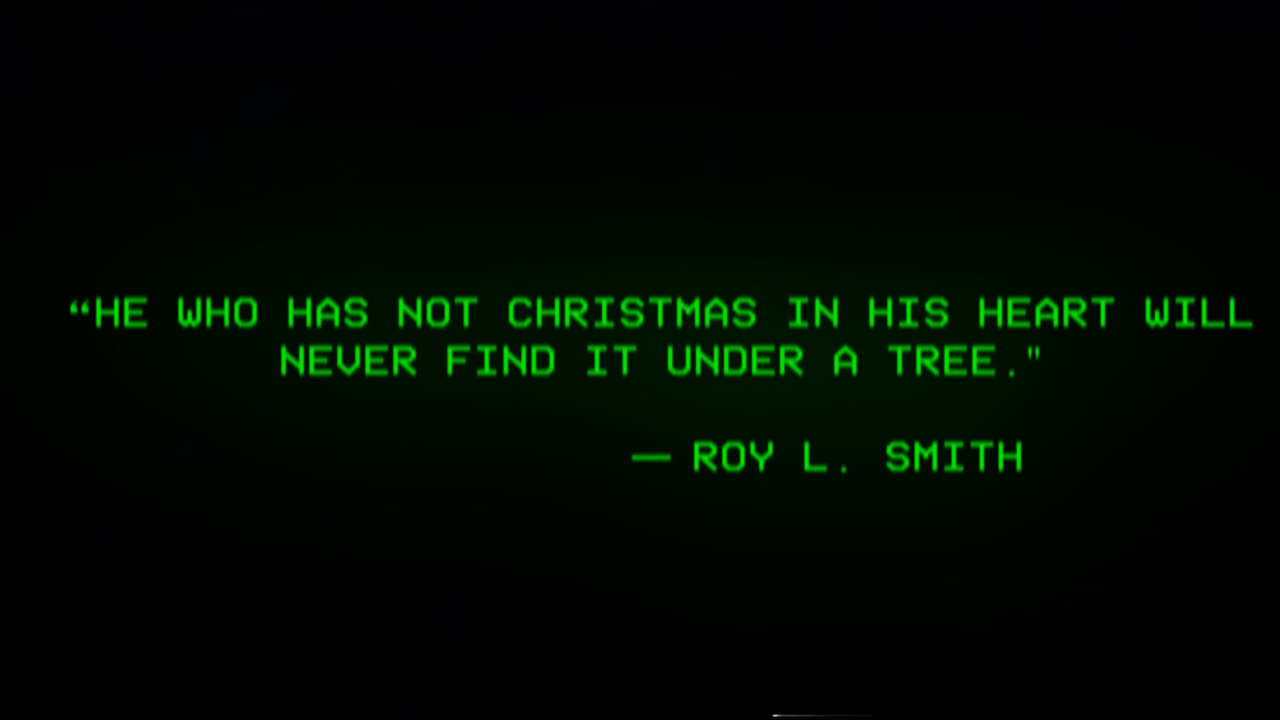 “HE WHO HAS NOT CHRISTMAS IN HIS HEART WILL
NEVER FIND IT UNDER A TREE."
— ROY L. SMITH